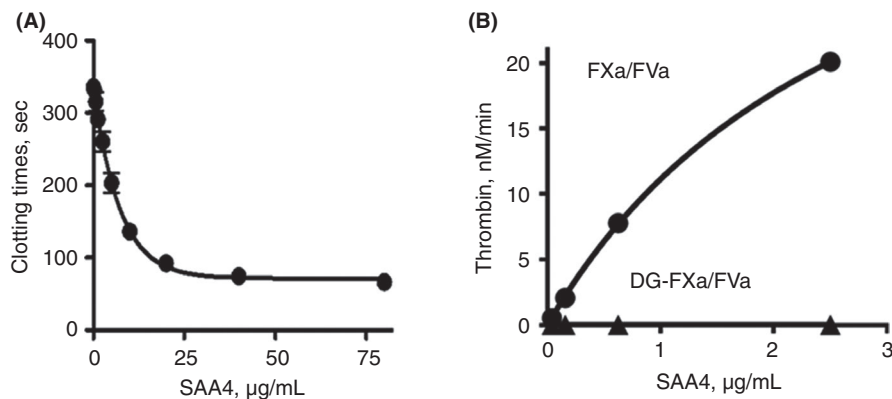 (A)
Clotting times, sec
400
300
200
100
0
0 25 50 75
SAA4, µg/mL
(B)
Thrombin, nM/min
20
15
10
5
0
FXa/FVa
DG-FXa/FVa
0 1 2 3
SAA4, µg/mL